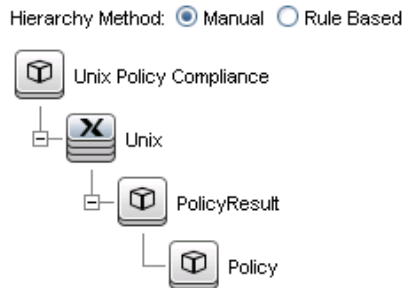 Hierarchy Method: Manual Rule Based
Unix Policy Compliance
Unix
PolicyResult
Policy